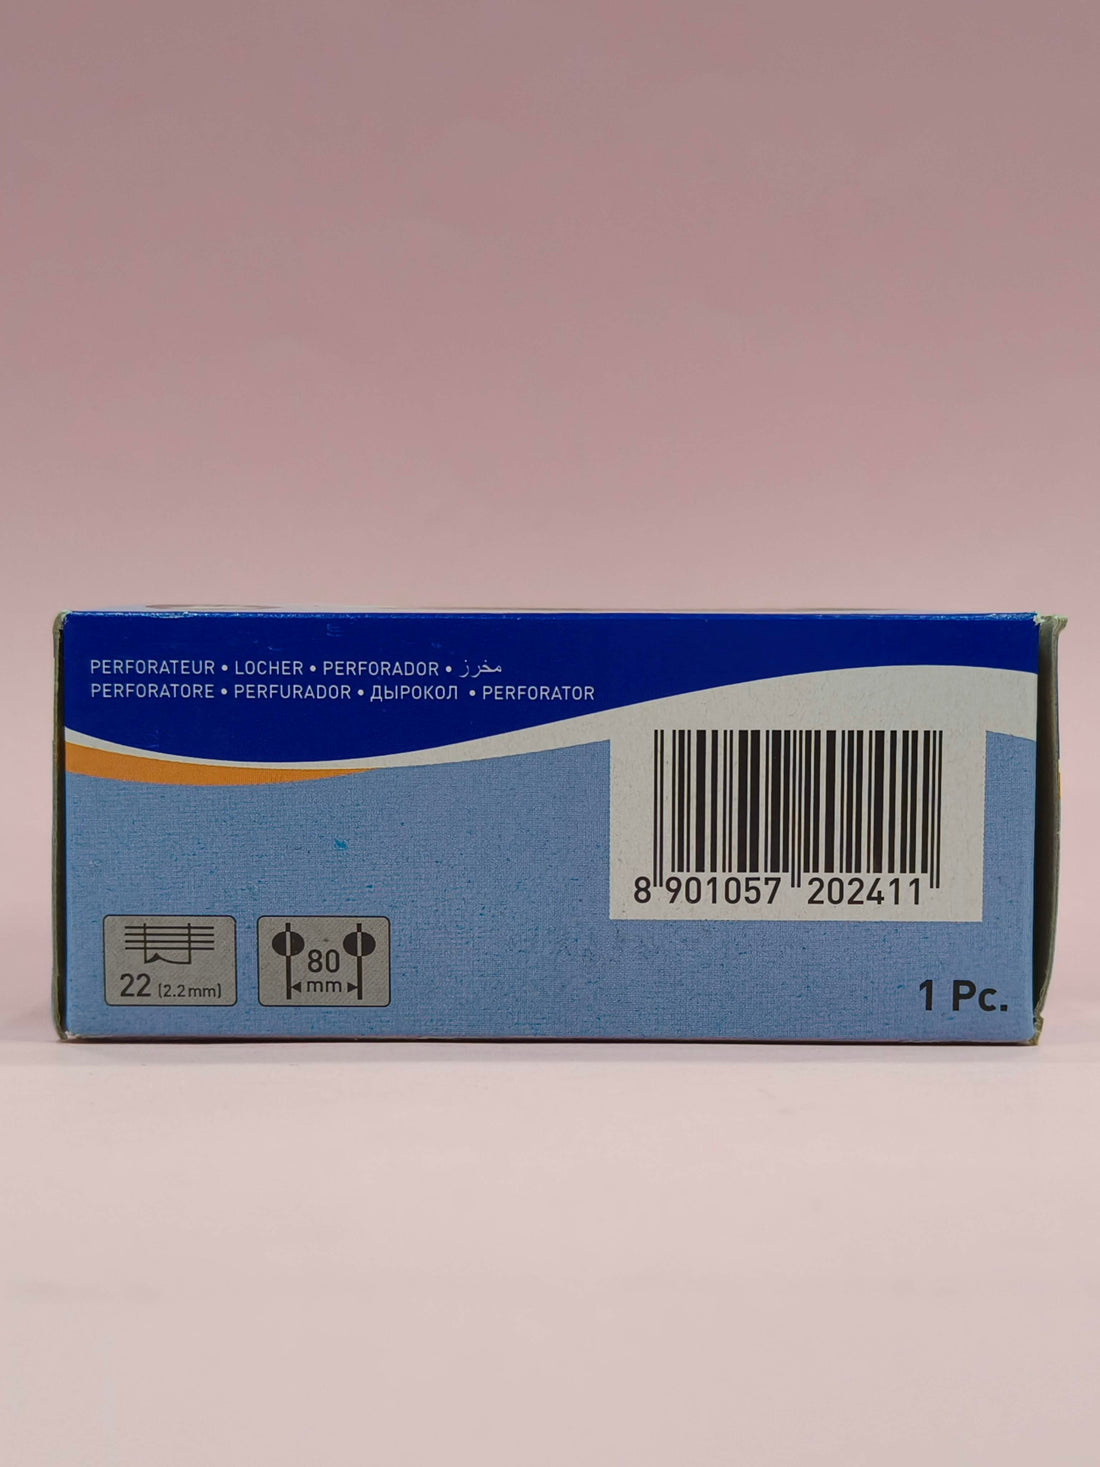 PERFORATEUR • LOCHER • PERFORADOR • مخرز
PERFORATORE • PERFURADOR • ДЫРОКОЛ • PERFORATOR
8 901057 202411
22 (2.2mm)
80
mm
1 Pc.